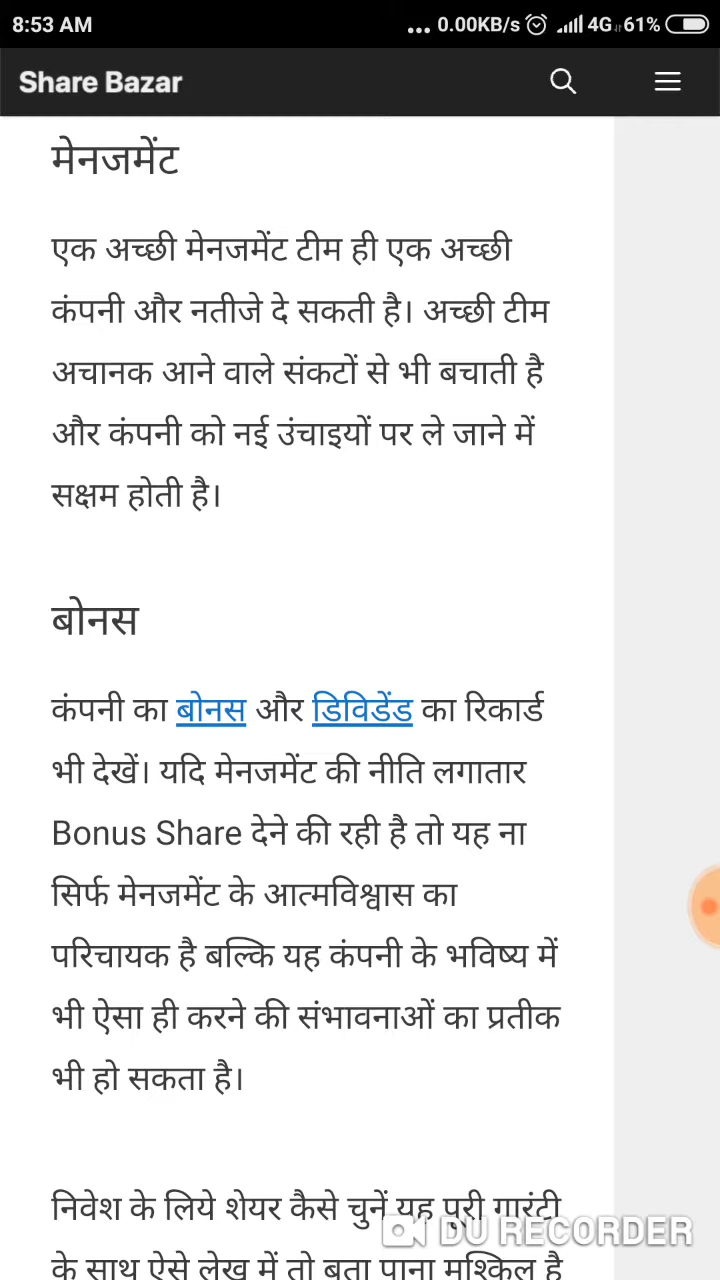 8:53 AM
... 0.00KB/s 4G 61%
Share Bazar
मेनजमेंट
एक अच्छी मेनजमेंट टीम ही एक अच्छी
कंपनी और नतीजे दे सकती है। अच्छी टीम
अचानक आने वाले संकटों से भी बचाती है
और कंपनी को नई उंचाइयों पर ले जाने में
सक्षम होती है।
बोनस
कंपनी का बोनस और डिविडेंड का रिकार्ड
भी देखें। यदि मेनजमेंट की नीति लगातार
Bonus Share देने की रही है तो यह ना
सिर्फ मेनजमेंट के आत्मविश्वास का
परिचायक है बल्कि यह कंपनी के भविष्य में
भी ऐसा ही करने की संभावनाओं का प्रतीक
भी हो सकता है।
निवेश के लिये शेयर कैसे चुनें यह पूरी गारंटी
DU RECORDER
के साथ ऐसे लेख में तो बता पाना मुश्किल है